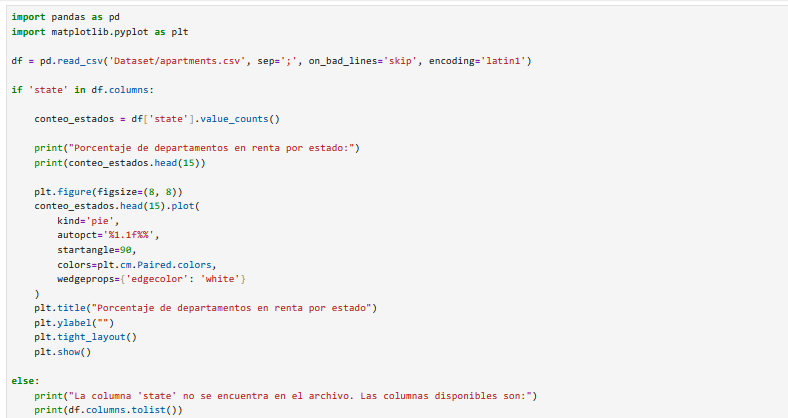 import pandas as pd
import matplotlib.pyplot as plt
df = pd.read_csv('Dataset/apartments.csv', sep=';', on_bad_lines='skip', encoding='latin1')
if 'state' in df.columns:
    conteo_estados = df['state'].value_counts()
    print("Porcentaje de departamentos en renta por estado:")
    print(conteo_estados.head(15))
    plt.figure(figsize=(8, 8))
    conteo_estados.head(15).plot(
        kind='pie',
        autopct='%1.1f%%',
        startangle=90,
        colors=plt.cm.Paired.colors,
        wedgeprops={'edgecolor': 'white'}
    )
    plt.title("Porcentaje de departamentos en renta por estado")
    plt.ylabel("")
    plt.tight_layout()
    plt.show()
else:
    print("La columna 'state' no se encuentra en el archivo. Las columnas disponibles son:")
    print(df.columns.tolist())